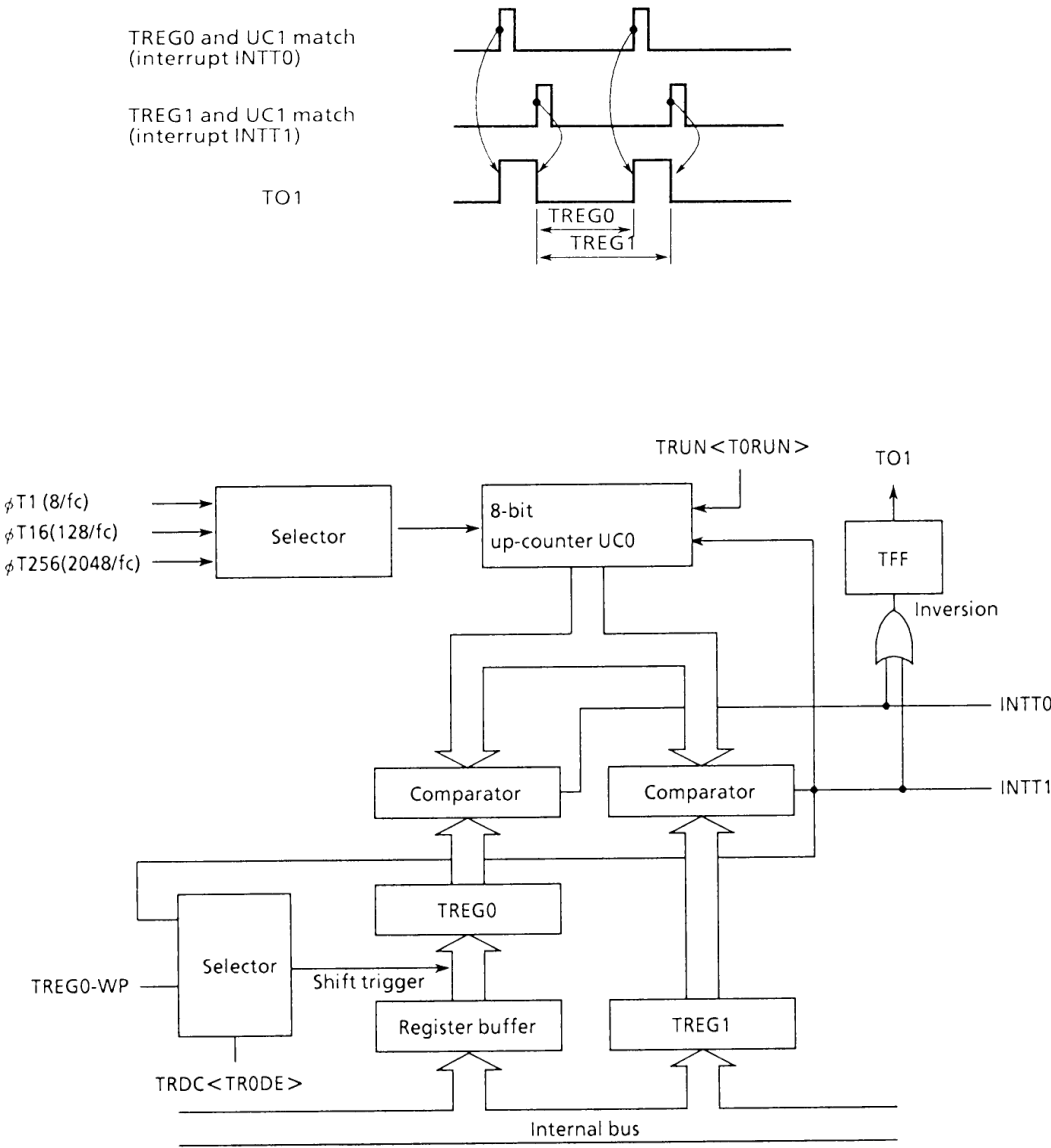 TREG0 and UC1 match
(interrupt INTT0)
TREG1 and UC1 match
(interrupt INTT1)
TO1
TREG0
TREG1
TRUN<T0RUN>
TO1
φT1 (8/fc)
φT16(128/fc)
φT256(2048/fc)
Selector
8-bit
up-counter UC0
TFF
Inversion
INTT0
INTT1
Comparator
Comparator
TREG0
Selector
TREG0-WP
Shift trigger
Register buffer
TREG1
TRDC<TR0DE>
Internal bus